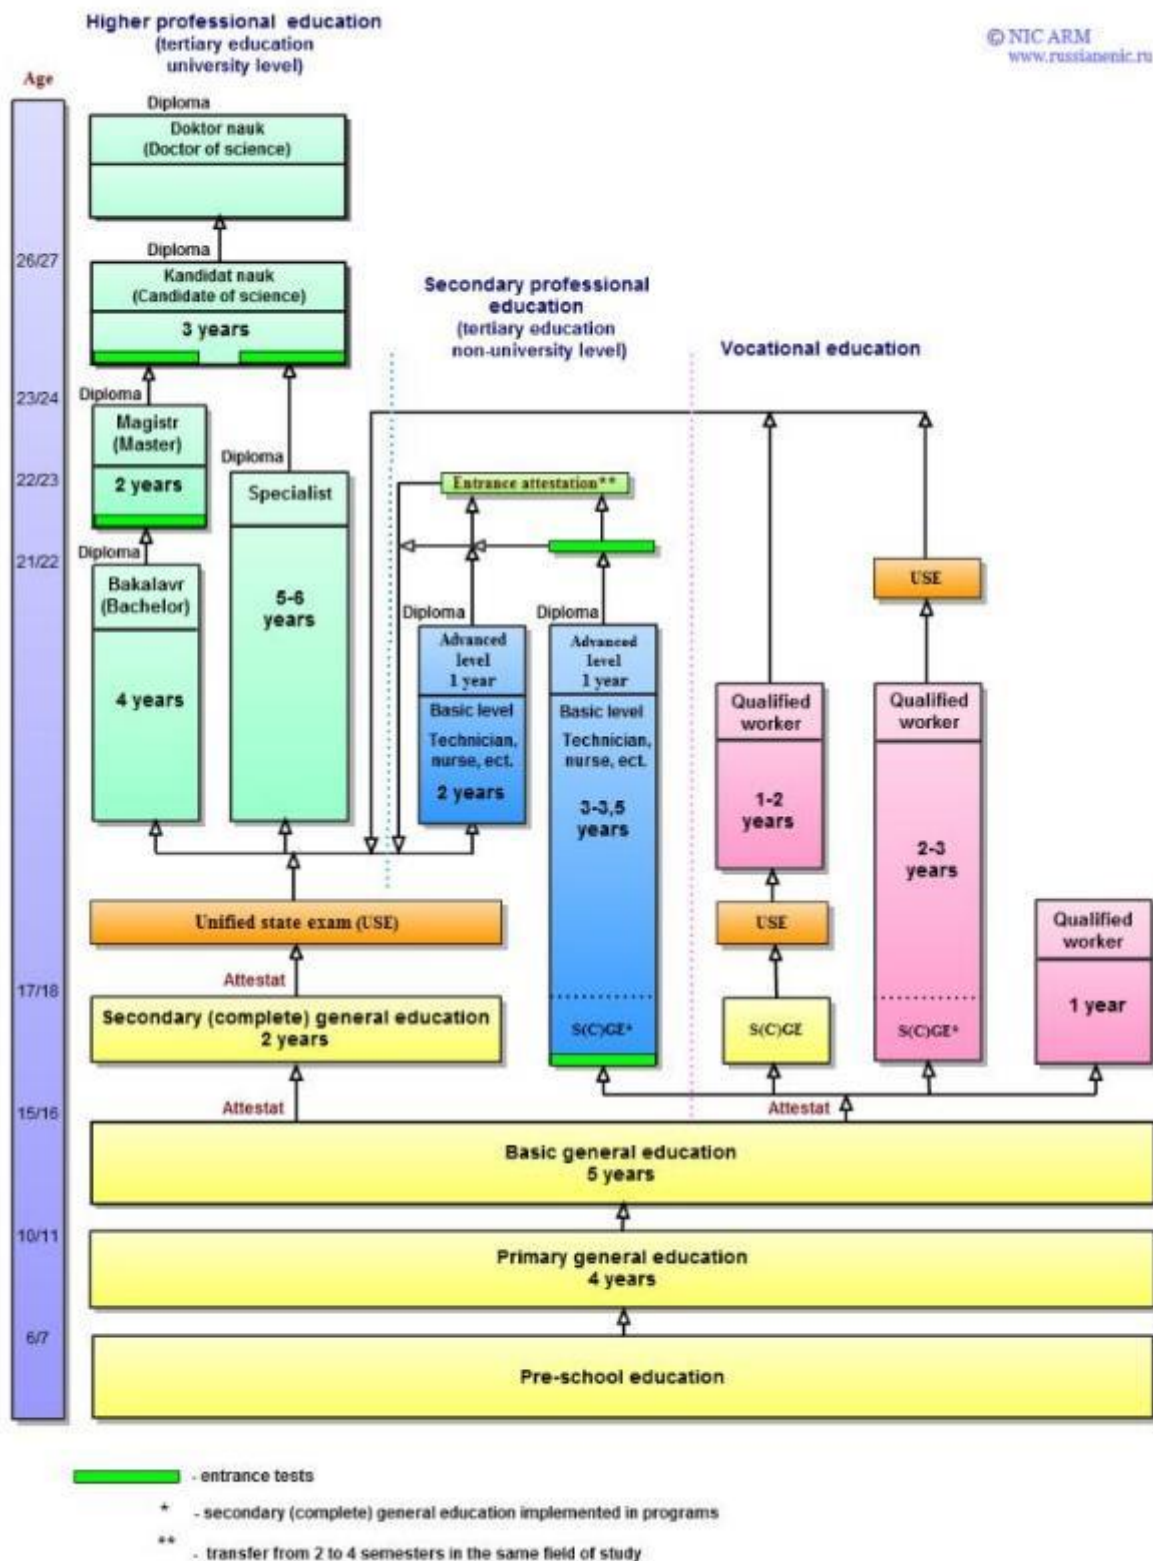 Higher professional education
(tertiary education
university level)
© NIC ARM
www.russianenic.ru
Age
Diploma
Doktor nauk
(Doctor of science)
26/27
Diploma
Kandidat nauk
(Candidate of science)
3 years
Secondary professional
education
(tertiary education
non-university level)
Vocational education
23/24
Diploma
Magistr
(Master)
2 years
22/23
Diploma
Specialist
5-6
years
Entrance attestation**
21/22
Diploma
Bakalavr
(Bachelor)
4 years
USE
Diploma
Advanced
level
1 year
Basic level
Technician,
nurse, ect.
2 years
Diploma
Advanced
level
1 year
Basic level
Technician,
nurse, ect.
3-3,5
years
S(C)GE*
Qualified
worker
1-2
years
USE
S(C)GE
Qualified
worker
2-3
years
S(C)GE*
Qualified
worker
1 year
Unified state exam (USE)
Attestat
17/18
Secondary (complete) general education
2 years
Attestat
Attestat
15/16
Basic general education
5 years
10/11
Primary general education
4 years
6/7
Pre-school education
- entrance tests
* - secondary (complete) general education implemented in programs
** - transfer from 2 to 4 semesters in the same field of study